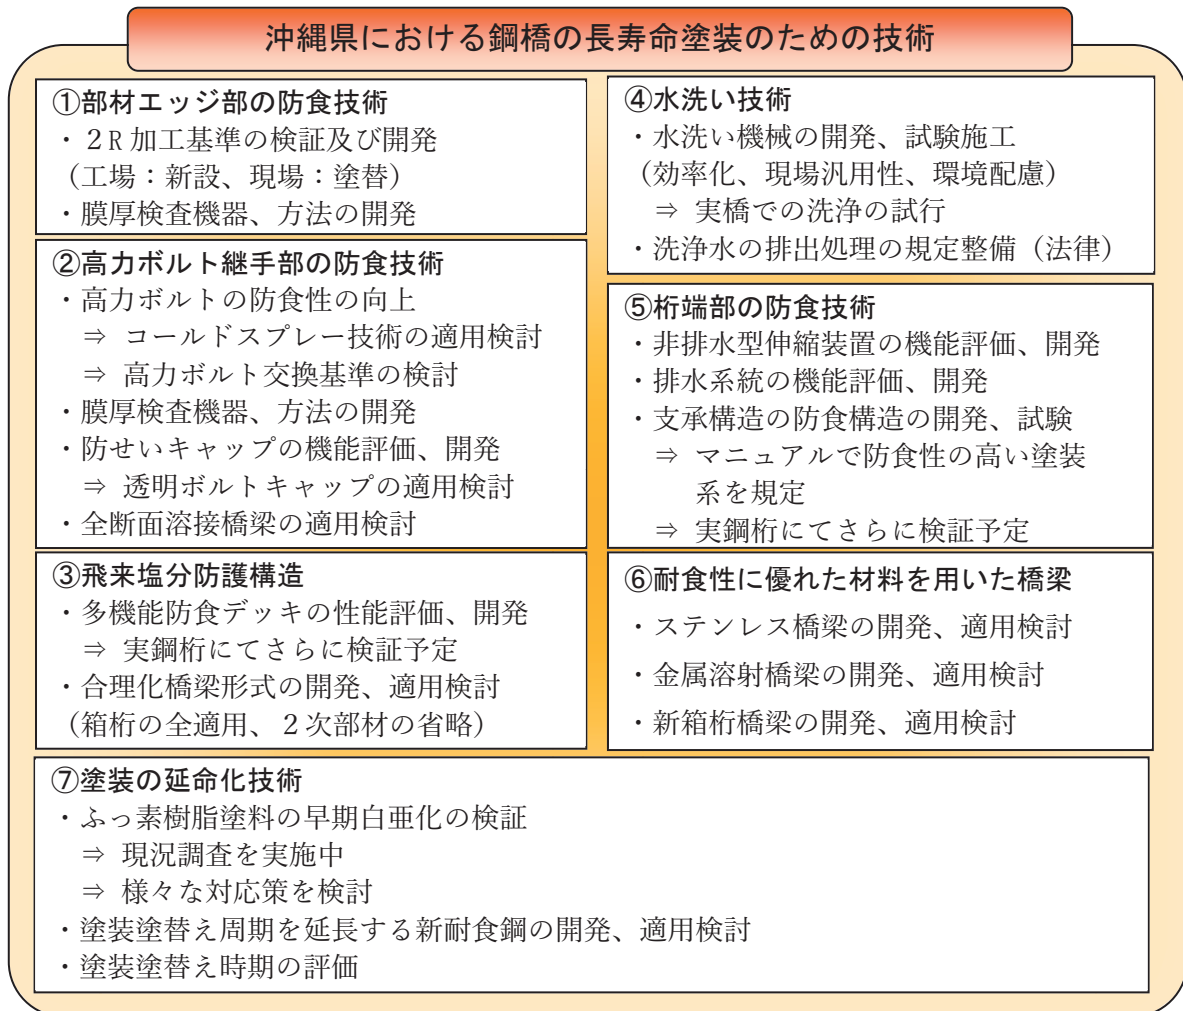 沖縄県における鋼橋の長寿命塗装のための技術
①部材エッジ部の防食技術
・２R 加工基準の検証及び開発
（工場：新設、現場：塗替）
・膜厚検査機器、方法の開発
②高力ボルト継手部の防食技術
・高力ボルトの防食性の向上
⇒ コールドスプレー技術の適用検討
⇒ 高力ボルト交換基準の検討
・膜厚検査機器、方法の開発
・防せいキャップの機能評価、開発
⇒ 透明ボルトキャップの適用検討
・全断面溶接橋梁の適用検討
③飛来塩分防護構造
・多機能防食デッキの性能評価、開発
⇒ 実鋼桁にてさらに検証予定
・合理化橋梁形式の開発、適用検討
（箱桁の全適用、２次部材の省略）
④水洗い技術
・水洗い機械の開発、試験施工
（効率化、現場汎用性、環境配慮）
⇒ 実橋での洗浄の試行
・洗浄水の排出処理の規定整備（法律）
⑤桁端部の防食技術
・非排水型伸縮装置の機能評価、開発
・排水系統の機能評価、開発
・支承構造の防食構造の開発、試験
⇒ マニュアルで防食性の高い塗装
系を規定
⇒ 実鋼桁にてさらに検証予定
⑥耐食性に優れた材料を用いた橋梁
・ステンレス橋梁の開発、適用検討
・金属溶射橋梁の開発、適用検討
・新箱桁橋梁の開発、適用検討
⑦塗装の延命化技術
・ふっ素樹脂塗料の早期白亜化の検証
⇒ 現況調査を実施中
⇒ 様々な対応策を検討
・塗装塗替え周期を延長する新耐食鋼の開発、適用検討
・塗装塗替え時期の評価